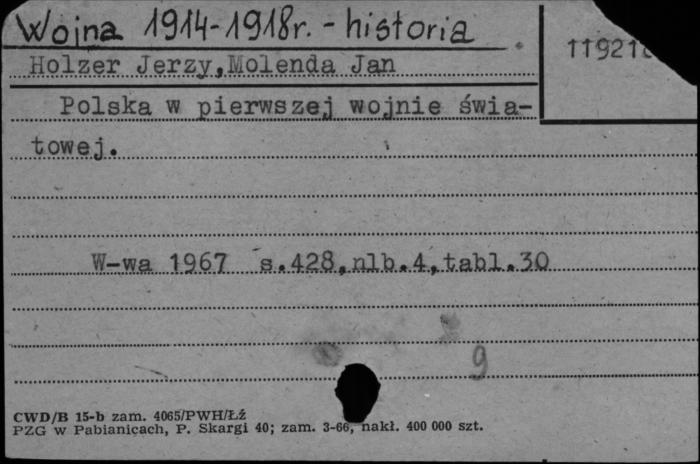 Wojna 1914-1918r. - historia
Holzer Jerzy, Molenda Jan
Polska w pierwszej wojnie świa-
towej.
W-wa 1967 s.428,nlb.4,tabl.30
9
CWD/B 15-b zam. 4065/PWH/Łź
PZG w Pabianicach, P. Skargi 40; zam. 3-66, nakł. 400 000 szt.